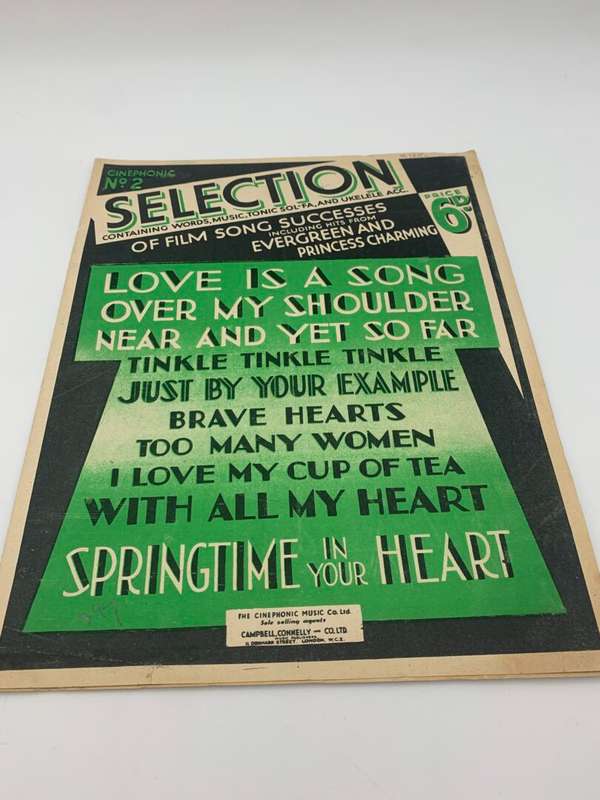 CINEPHONIC
Nº 2
SELECTION
PRICE
6D
CONTAINING WORDS, MUSIC, TONIC SOL-FA, AND UKELELE ACC.
OF FILM SONG SUCCESSES
INCLUDING HITS FROM
EVERGREEN AND
PRINCESS CHARMING
LOVE IS A SONG
OVER MY SHOULDER
NEAR AND YET SO FAR
TINKLE TINKLE TINKLE
JUST BY YOUR EXAMPLE
BRAVE HEARTS
TOO MANY WOMEN
I LOVE MY CUP OF TEA
WITH ALL MY HEART
SPRINGTIME IN YOUR HEART
THE CINEPHONIC MUSIC Co. Ltd.
Sole selling agents
CAMPBELL, CONNELLY AND CO. LTD.
MUSIC PUBLISHERS
11, DENMARK STREET LONDON, W.C.2.